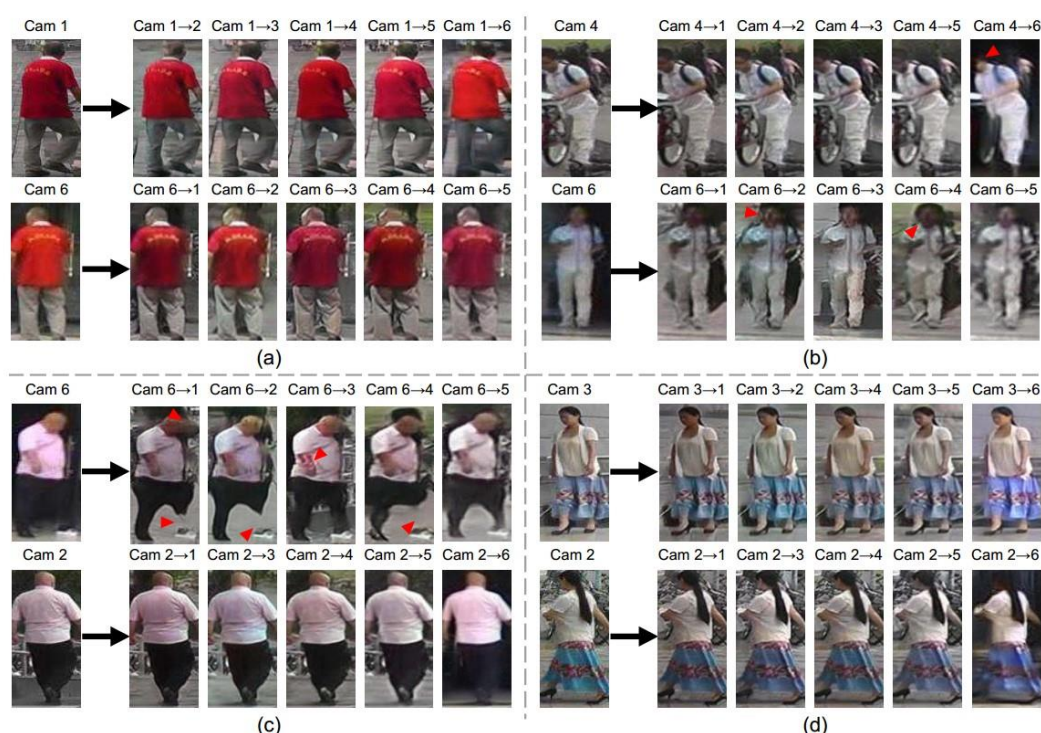 Cam 1 Cam 1→2 Cam 1→3 Cam 1→4 Cam 1→5 Cam 1→6
Cam 6 Cam 6→1 Cam 6→2 Cam 6→3 Cam 6→4 Cam 6→5
(a)
Cam 4 Cam 4→1 Cam 4→2 Cam 4→3 Cam 4→5 Cam 4→6
Cam 6 Cam 6→1 Cam 6→2 Cam 6→3 Cam 6→4 Cam 6→5
(b)
Cam 6 Cam 6→1 Cam 6→2 Cam 6→3 Cam 6→4 Cam 6→5
Cam 2 Cam 2→1 Cam 2→3 Cam 2→4 Cam 2→5 Cam 2→6
(c)
Cam 3 Cam 3→1 Cam 3→2 Cam 3→4 Cam 3→5 Cam 3→6
Cam 2 Cam 2→1 Cam 2→3 Cam 2→4 Cam 2→5 Cam 2→6
(d)